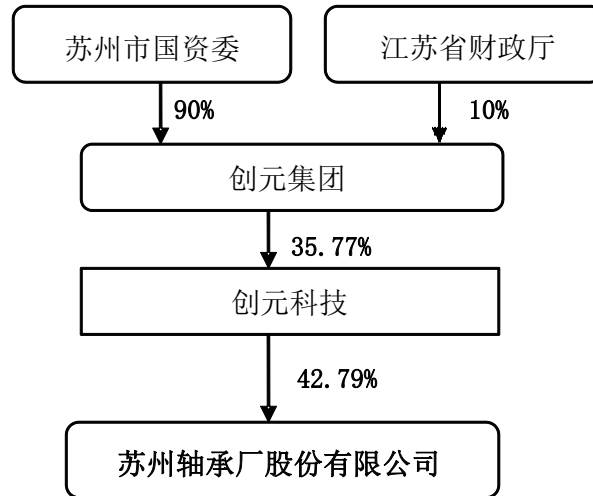 苏州市国资委
江苏省财政厅
90%
10%
创元集团
35.77%
创元科技
42.79%
苏州轴承厂股份有限公司